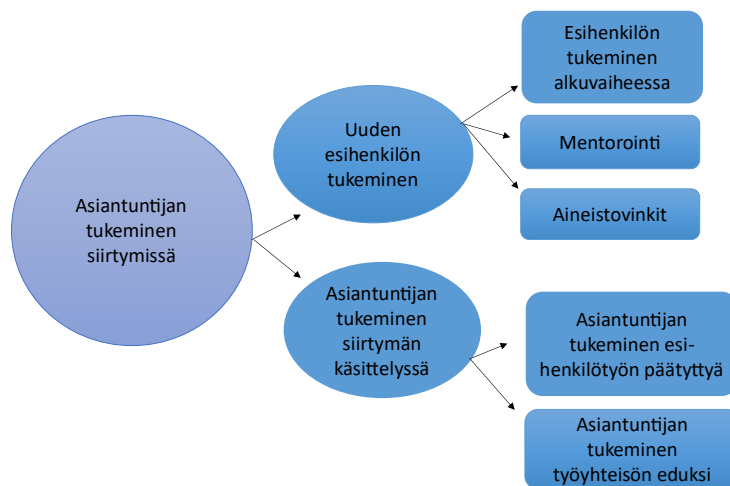 Asiantuntijan
tukeminen
siirtymissä
Uuden
esihenkilön
tukeminen
Esihenkilön
tukeminen
alkuvaiheessa
Mentorointi
Aineistovinkit
Asiantuntijan
tukeminen
siirtymän
käsittelyssä
Asiantuntijan
tukeminen esi-
henkilötyön päätyttyä
Asiantuntijan
tukeminen
työyhteisön eduksi